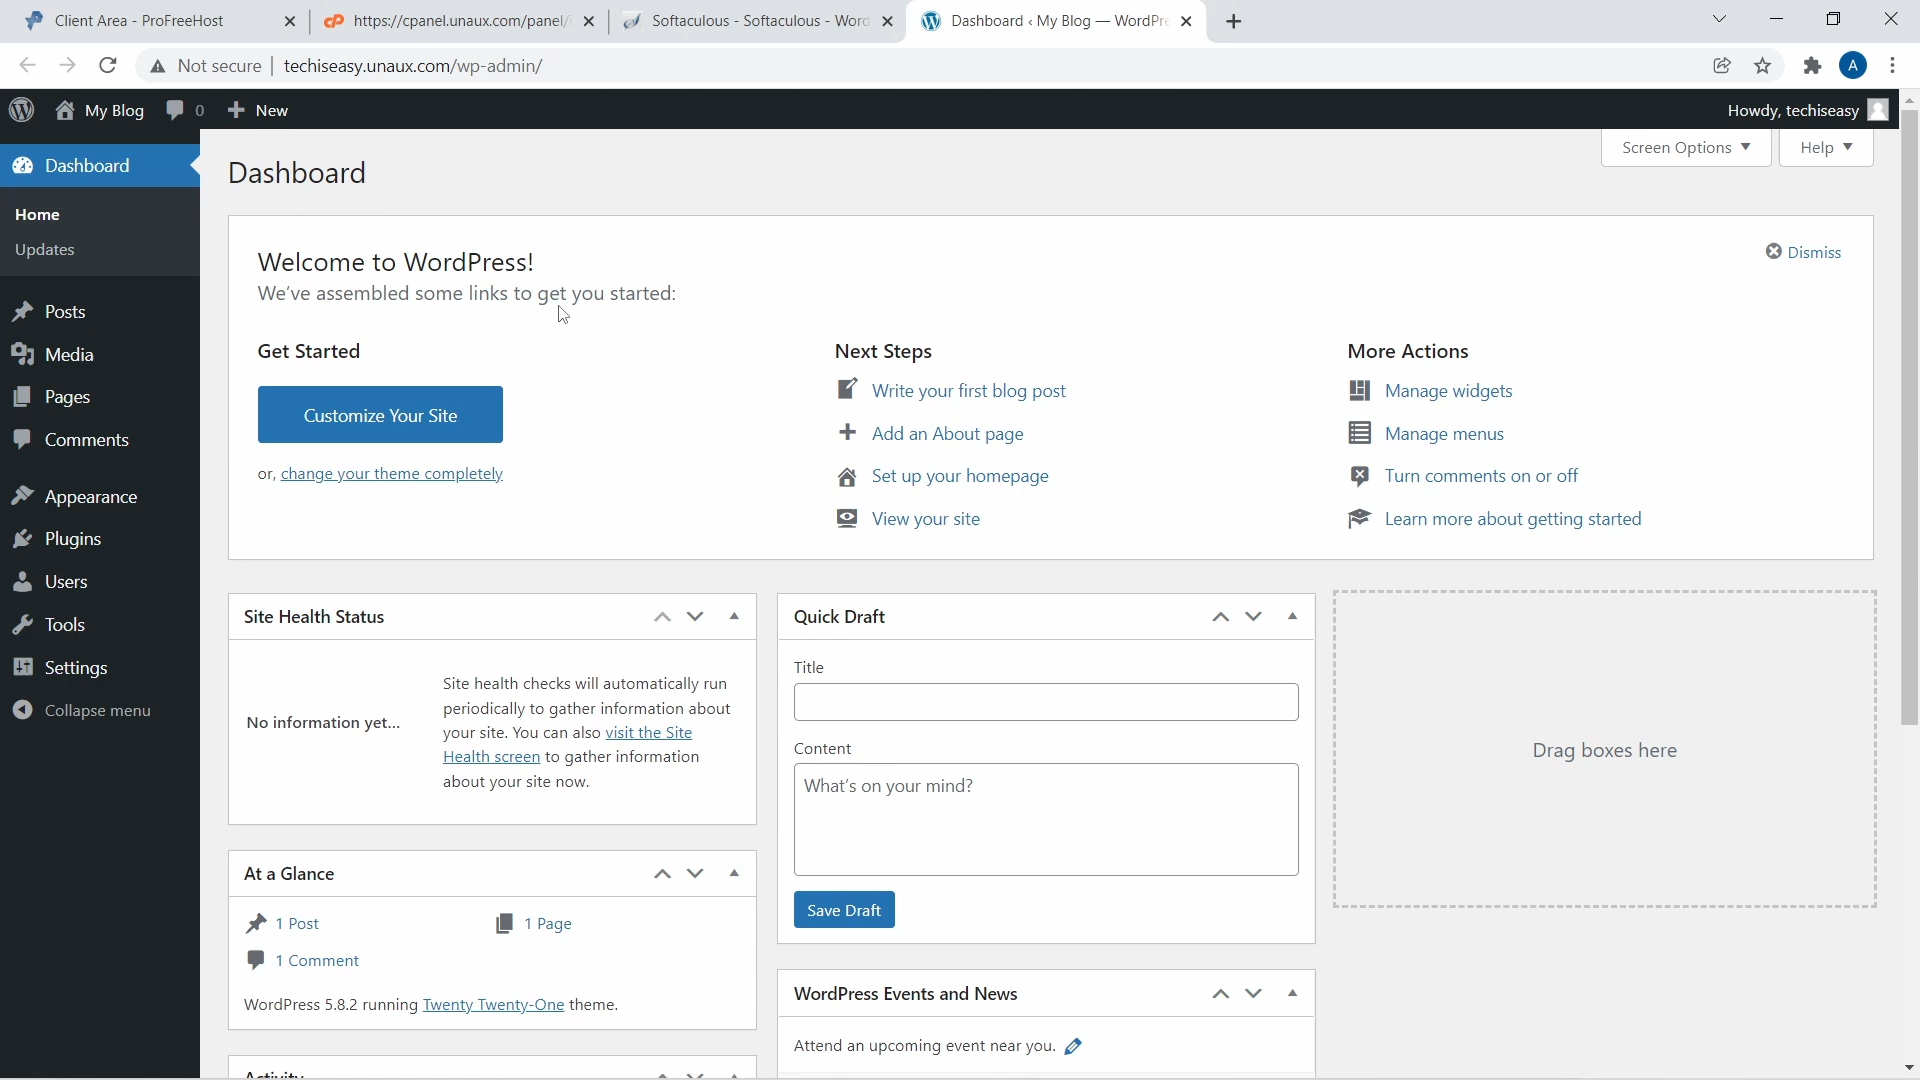 Client Area - ProFreeHost
https://cpanel.unaux.com/panel/
Softaculous - Softaculous - Word
Dashboard ‹ My Blog — WordPre
Not secure
techiseasy.unaux.com/wp-admin/
A
My Blog
0
New
Howdy, techiseasy
Dashboard
Home
Updates
Posts
Media
Pages
Comments
Appearance
Plugins
Users
Tools
Settings
Collapse menu
Dashboard
Screen Options
Help
Welcome to WordPress!
We've assembled some links to get you started:
Dismiss
Get Started
Customize Your Site
or, change your theme completely
Next Steps
Write your first blog post
Add an About page
Set up your homepage
View your site
More Actions
Manage widgets
Manage menus
Turn comments on or off
Learn more about getting started
Site Health Status
No information yet...
Site health checks will automatically run
periodically to gather information about
your site. You can also visit the Site
Health screen to gather information
about your site now.
At a Glance
1 Post
1 Page
1 Comment
WordPress 5.8.2 running Twenty Twenty-One theme.
Activity
Quick Draft
Title
Content
What's on your mind?
Save Draft
WordPress Events and News
Attend an upcoming event near you.
Drag boxes here